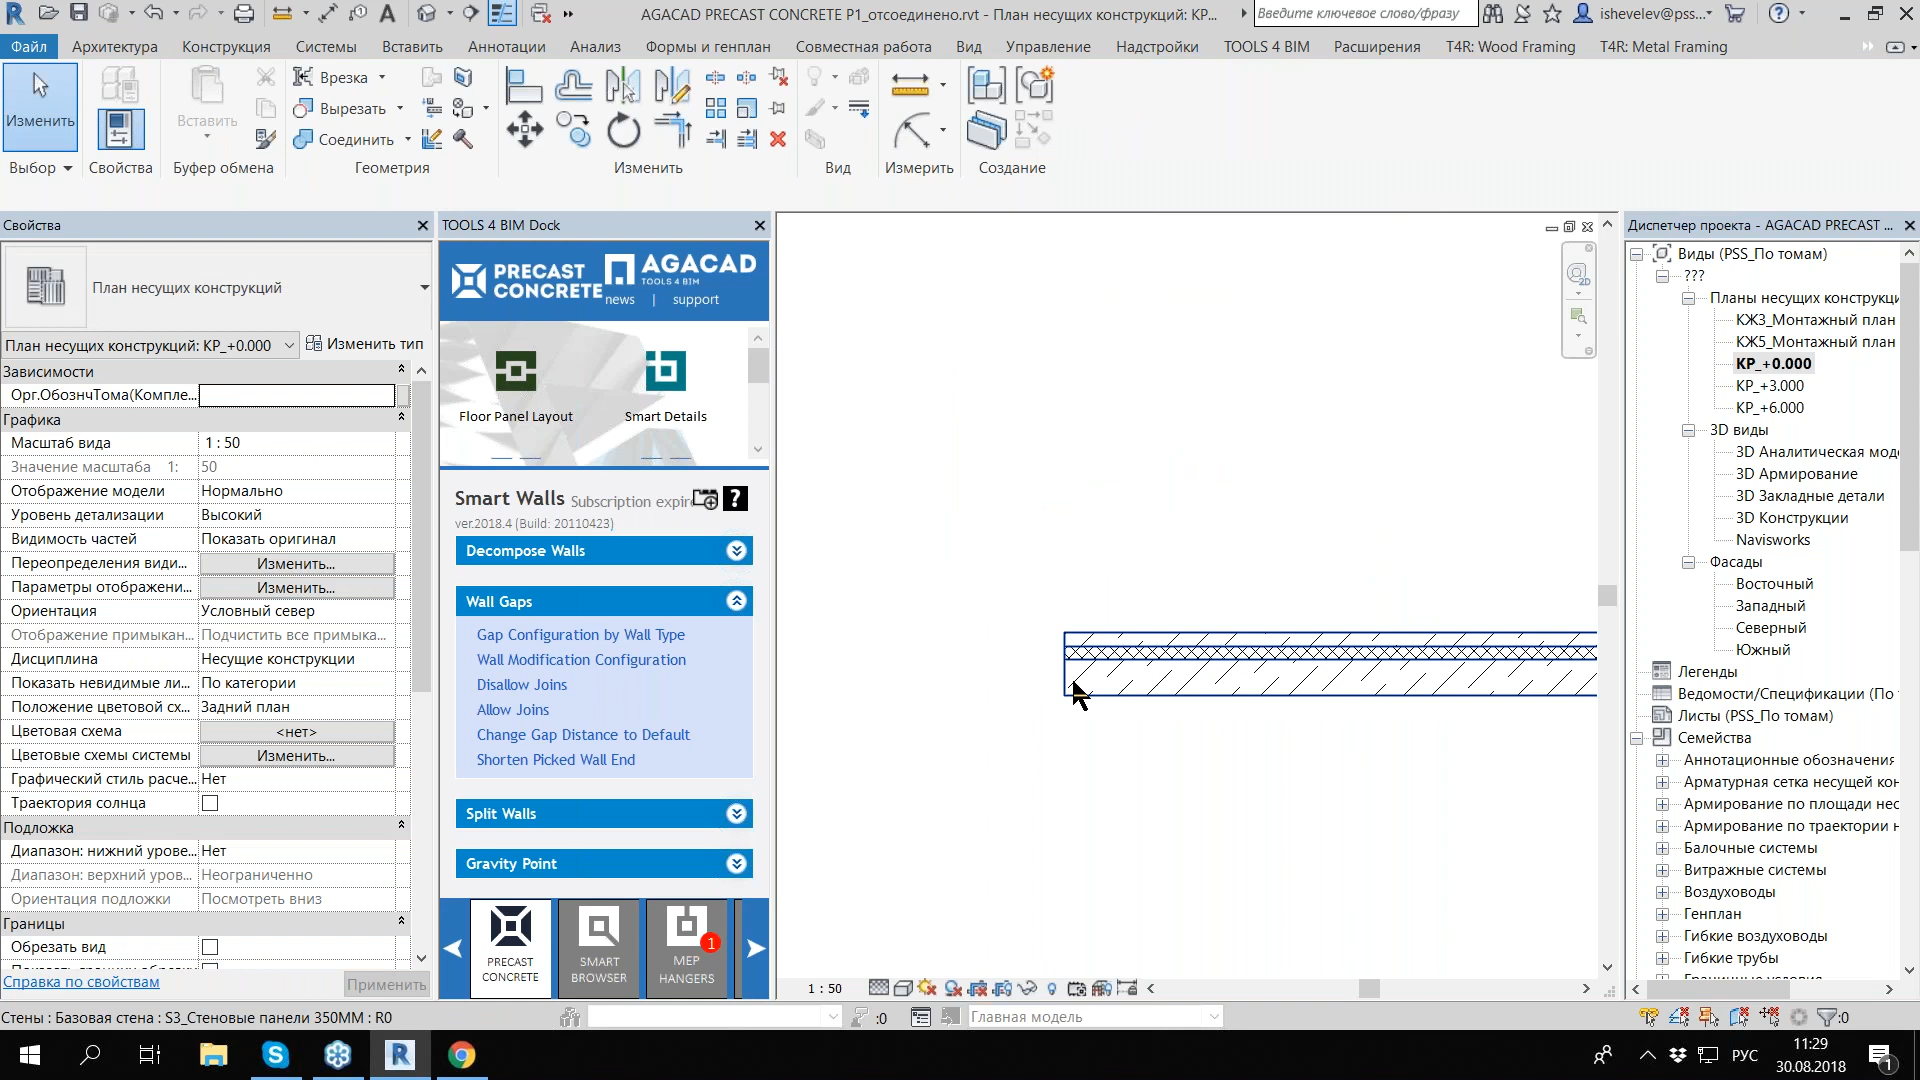 AGACAD PRECAST CONCRETE P1_отсоединено.rvt - План несущих конструкций: КР...
Введите ключевое слово/фразу
ishevelev@pss...
Файл
Архитектура
Конструкция
Системы
Вставить
Аннотации
Анализ
Формы и генплан
Совместная работа
Вид
Управление
Надстройки
TOOLS 4 BIM
Расширения
T4R: Wood Framing
T4R: Metal Framing
Изменить
Вставить
Врезка
Вырезать
Соединить
Выбор
Свойства
Буфер обмена
Геометрия
Изменить
Вид
Измерить
Создание
Свойства
План несущих конструкций
План несущих конструкций: КР_+0.000
Изменить тип
Зависимости
Орг.ОбознчТома(Компле...
Графика
Масштаб вида 1 : 50
Значение масштаба 1: 50
Отображение модели Нормально
Уровень детализации Высокий
Видимость частей Показать оригинал
Переопределения види... Изменить...
Параметры отображени... Изменить...
Ориентация Условный север
Отображение примыкан... Подчистить все примыка...
Дисциплина Несущие конструкции
Показать невидимые ли... По категории
Положение цветовой сх... Задний план
Цветовая схема <нет>
Цветовые схемы системы Изменить...
Графический стиль расче... Нет
Траектория солнца
Подложка
Диапазон: нижний урове... Нет
Диапазон: верхний уров... Неограниченно
Ориентация подложки Посмотреть вниз
Границы
Обрезать вид
Справка по свойствам
Применить
TOOLS 4 BIM Dock
PRECAST CONCRETE
AGACAD
TOOLS 4 BIM
news | support
Floor Panel Layout
Smart Details
Smart Walls Subscription expire
?
ver.2018.4 (Build: 20110423)
Decompose Walls
Wall Gaps
Gap Configuration by Wall Type
Wall Modification Configuration
Disallow Joins
Allow Joins
Change Gap Distance to Default
Shorten Picked Wall End
Split Walls
Gravity Point
PRECAST CONCRETE
SMART BROWSER
MEP HANGERS
1
2D
1 : 50
Диспетчер проекта - AGACAD PRECAST ...
Виды (PSS_По томам)
???
Планы несущих конструкци
КЖ3_Монтажный план
КЖ5_Монтажный план
КР_+0.000
КР_+3.000
КР_+6.000
3D виды
3D Аналитическая мод
3D Армирование
3D Закладные детали
3D Конструкции
Navisworks
Фасады
Восточный
Западный
Северный
Южный
Легенды
Ведомости/Спецификации (По
Листы (PSS_По томам)
Семейства
Аннотационные обозначения
Арматурная сетка несущей кон
Армирование по площади нес
Армирование по траектории н
Балочные системы
Витражные системы
Воздуховоды
Генплан
Гибкие воздуховоды
Гибкие трубы
Стены : Базовая стена : S3_Стеновые панели 350ММ : R0
:0
Главная модель
:0
РУС
11:29
30.08.2018
1